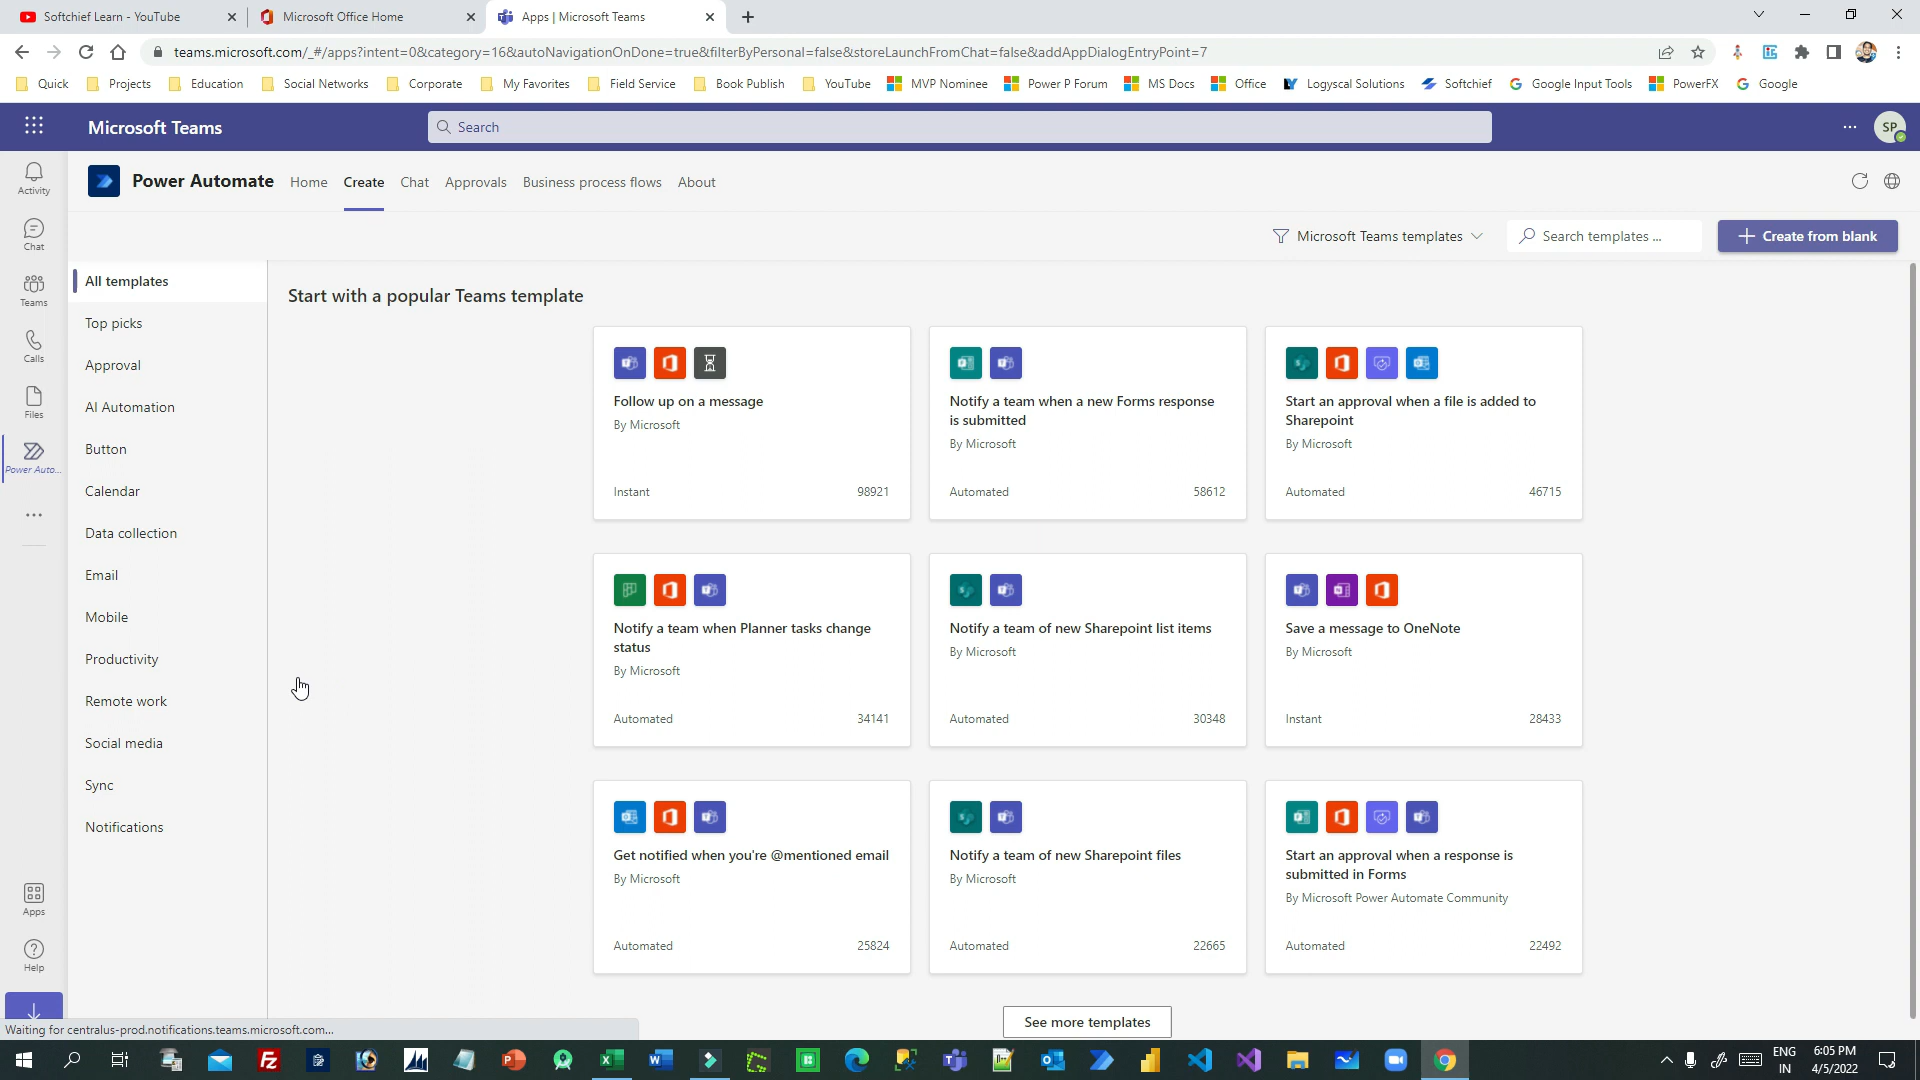 Softchief Learn - YouTube
Microsoft Office Home
Apps | Microsoft Teams
teams.microsoft.com/_#/apps?intent=0&category=16&autoNavigationOnDone=true&filterByPersonal=false&storeLaunchFromChat=false&addAppDialogEntryPoint=7
Quick Projects Education Social Networks Corporate My Favorites Field Service Book Publish YouTube MVP Nominee Power P Forum MS Docs Office Logyscal Solutions Softchief Google Input Tools PowerFX Google
Microsoft Teams
Search
SP
Activity
Chat
Teams
Calls
Files
Power Auto...
Apps
Help
Power Automate Home Create Chat Approvals Business process flows About
Microsoft Teams templates
Search templates ...
Create from blank
All templates
Top picks
Approval
AI Automation
Button
Calendar
Data collection
Email
Mobile
Productivity
Remote work
Social media
Sync
Notifications
Start with a popular Teams template
Follow up on a message
By Microsoft
Instant 98921
Notify a team when a new Forms response
is submitted
By Microsoft
Automated 58612
Start an approval when a file is added to
Sharepoint
By Microsoft
Automated 46715
Notify a team when Planner tasks change
status
By Microsoft
Automated 34141
Notify a team of new Sharepoint list items
By Microsoft
Automated 30348
Save a message to OneNote
By Microsoft
Instant 28433
Get notified when you're @mentioned email
By Microsoft
Automated 25824
Notify a team of new Sharepoint files
By Microsoft
Automated 22665
Start an approval when a response is
submitted in Forms
By Microsoft Power Automate Community
Automated 22492
See more templates
Waiting for centralus-prod.notifications.teams.microsoft.com...
ENG
IN
6:05 PM
4/5/2022